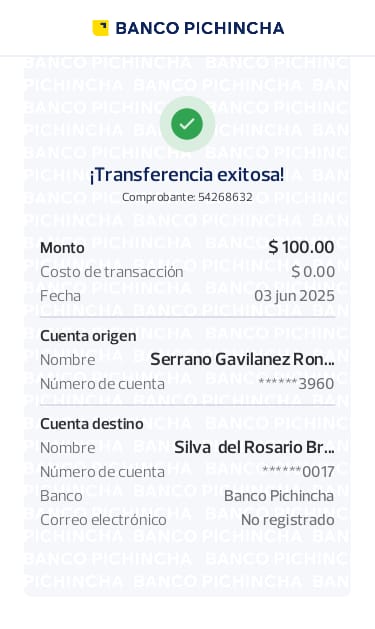 BANCO PICHINCHA
¡Transferencia exitosa!
Comprobante: 54268632
Monto $ 100.00
Costo de transacción $ 0.00
Fecha 03 jun 2025
Cuenta origen
Nombre Serrano Gavilanez Ron...
Número de cuenta ******3960
Cuenta destino
Nombre Silva del Rosario Br...
Número de cuenta ******0017
Banco Banco Pichincha
Correo electrónico No registrado